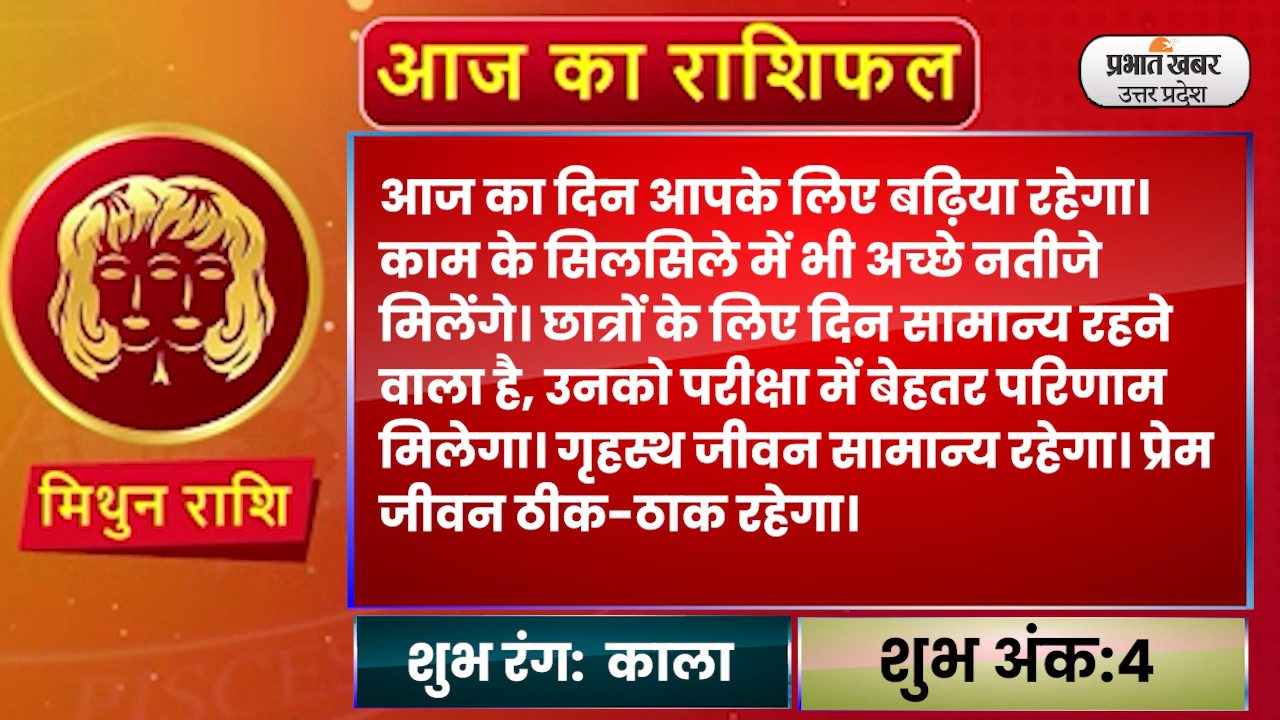 आज का राशिफल
प्रभात खबर
उत्तर प्रदेश
आज का दिन आपके लिए बढ़िया रहेगा।
काम के सिलसिले में भी अच्छे नतीजे
मिलेंगे। छात्रों के लिए दिन सामान्य रहने
वाला है, उनको परीक्षा में बेहतर परिणाम
मिलेगा। गृहस्थ जीवन सामान्य रहेगा। प्रेम
जीवन ठीक-ठाक रहेगा।
मिथुन राशि
शुभ रंग: काला
शुभ अंक:4
PISCES